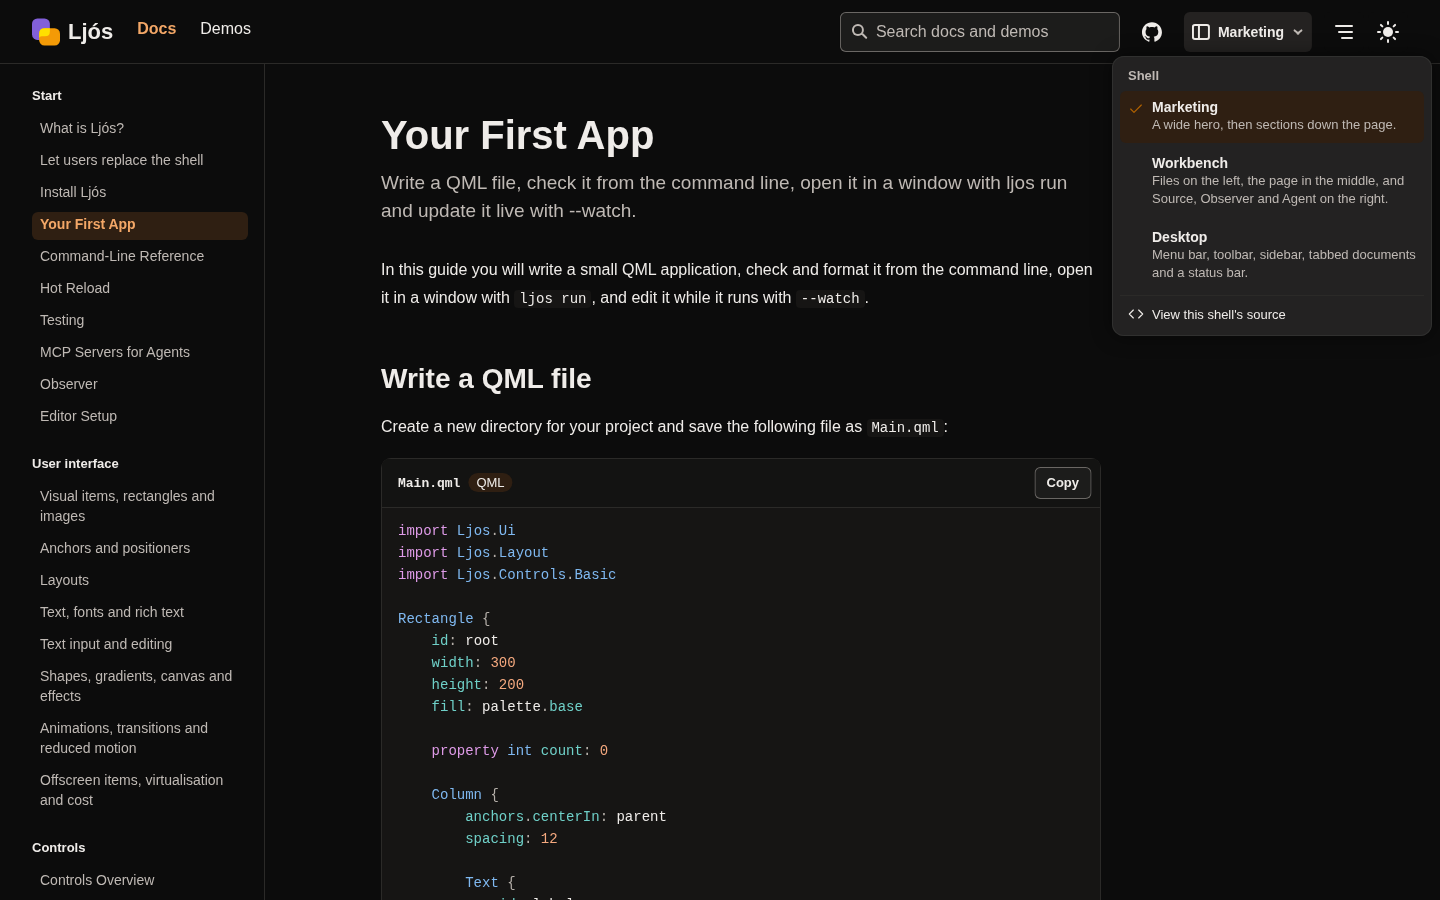 Ljós
Docs
Demos
Search docs and demos
Marketing
Shell
Marketing
A wide hero, then sections down the page.
Workbench
Files on the left, the page in the middle, and
Source, Observer and Agent on the right.
Desktop
Menu bar, toolbar, sidebar, tabbed documents
and a status bar.
View this shell's source
Start
What is Ljós?
Let users replace the shell
Install Ljós
Your First App
Command-Line Reference
Hot Reload
Testing
MCP Servers for Agents
Observer
Editor Setup
User interface
Visual items, rectangles and
images
Anchors and positioners
Layouts
Text, fonts and rich text
Text input and editing
Shapes, gradients, canvas and
effects
Animations, transitions and
reduced motion
Offscreen items, virtualisation
and cost
Controls
Controls Overview
Your First App
Write a QML file, check it from the command line, open it in a window with ljos run
and update it live with --watch.
In this guide you will write a small QML application, check and format it from the command line, open
it in a window with ljos run, and edit it while it runs with --watch.
Write a QML file
Create a new directory for your project and save the following file as Main.qml:
Main.qml QML
Copy
import Ljos.Ui
import Ljos.Layout
import Ljos.Controls.Basic
Rectangle {
id: root
width: 300
height: 200
fill: palette.base
property int count: 0
Column {
anchors.centerIn: parent
spacing: 12
Text {